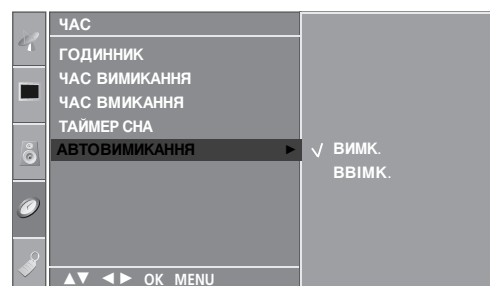 ЧАС
ГОДИННИК
ЧАС ВИМИКАННЯ
ЧАС ВМИКАННЯ
ТАЙМЕР СНА
АВТОВИМИКАННЯ ► √ ВИМК.
ВВІМК.
▲▼ ◄► OK MENU